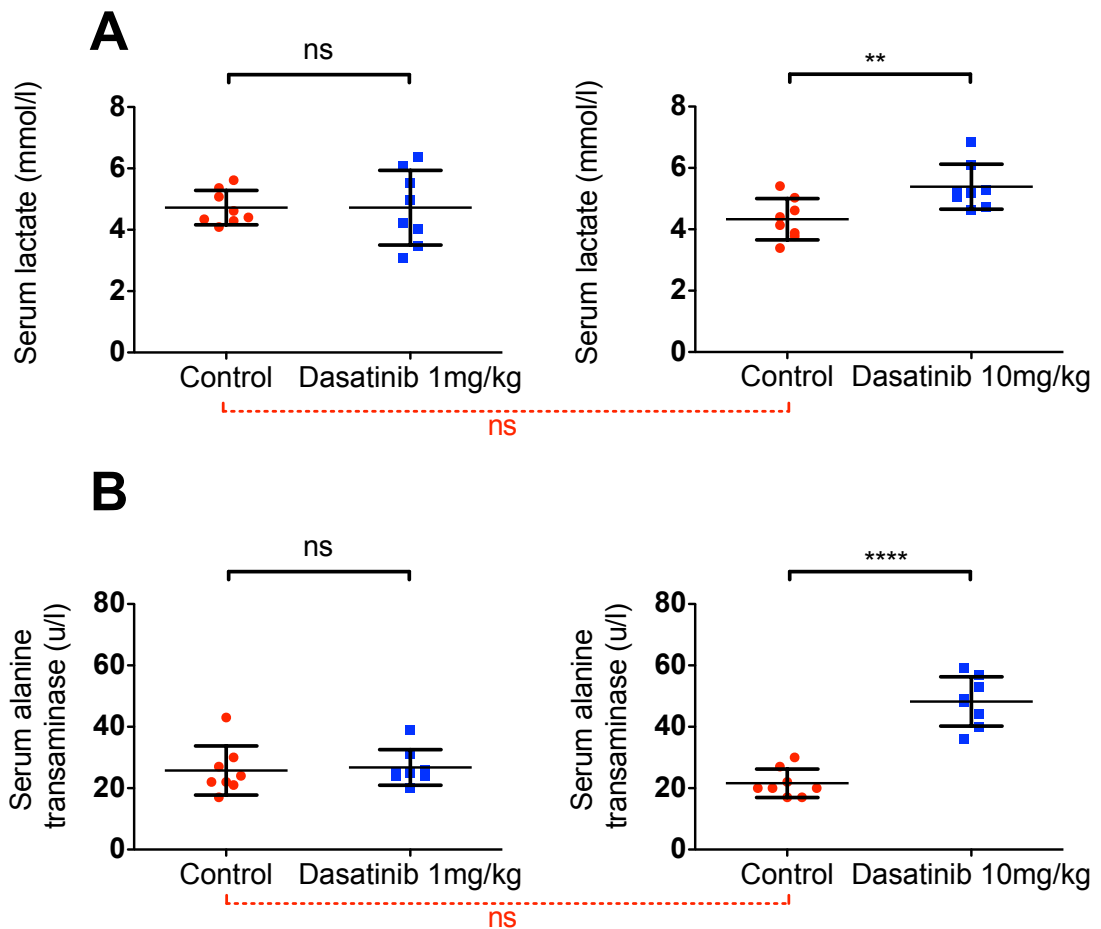 A
ns
**
Serum lactate (mmol/l)
8
6
4
2
0
Control
Dasatinib 1mg/kg
Serum lactate (mmol/l)
8
6
4
2
0
Control
Dasatinib 10mg/kg
ns
B
ns
****
Serum alanine
transaminase (u/l)
80
60
40
20
0
Control
Dasatinib 1mg/kg
Serum alanine
transaminase (u/l)
80
60
40
20
0
Control
Dasatinib 10mg/kg
ns